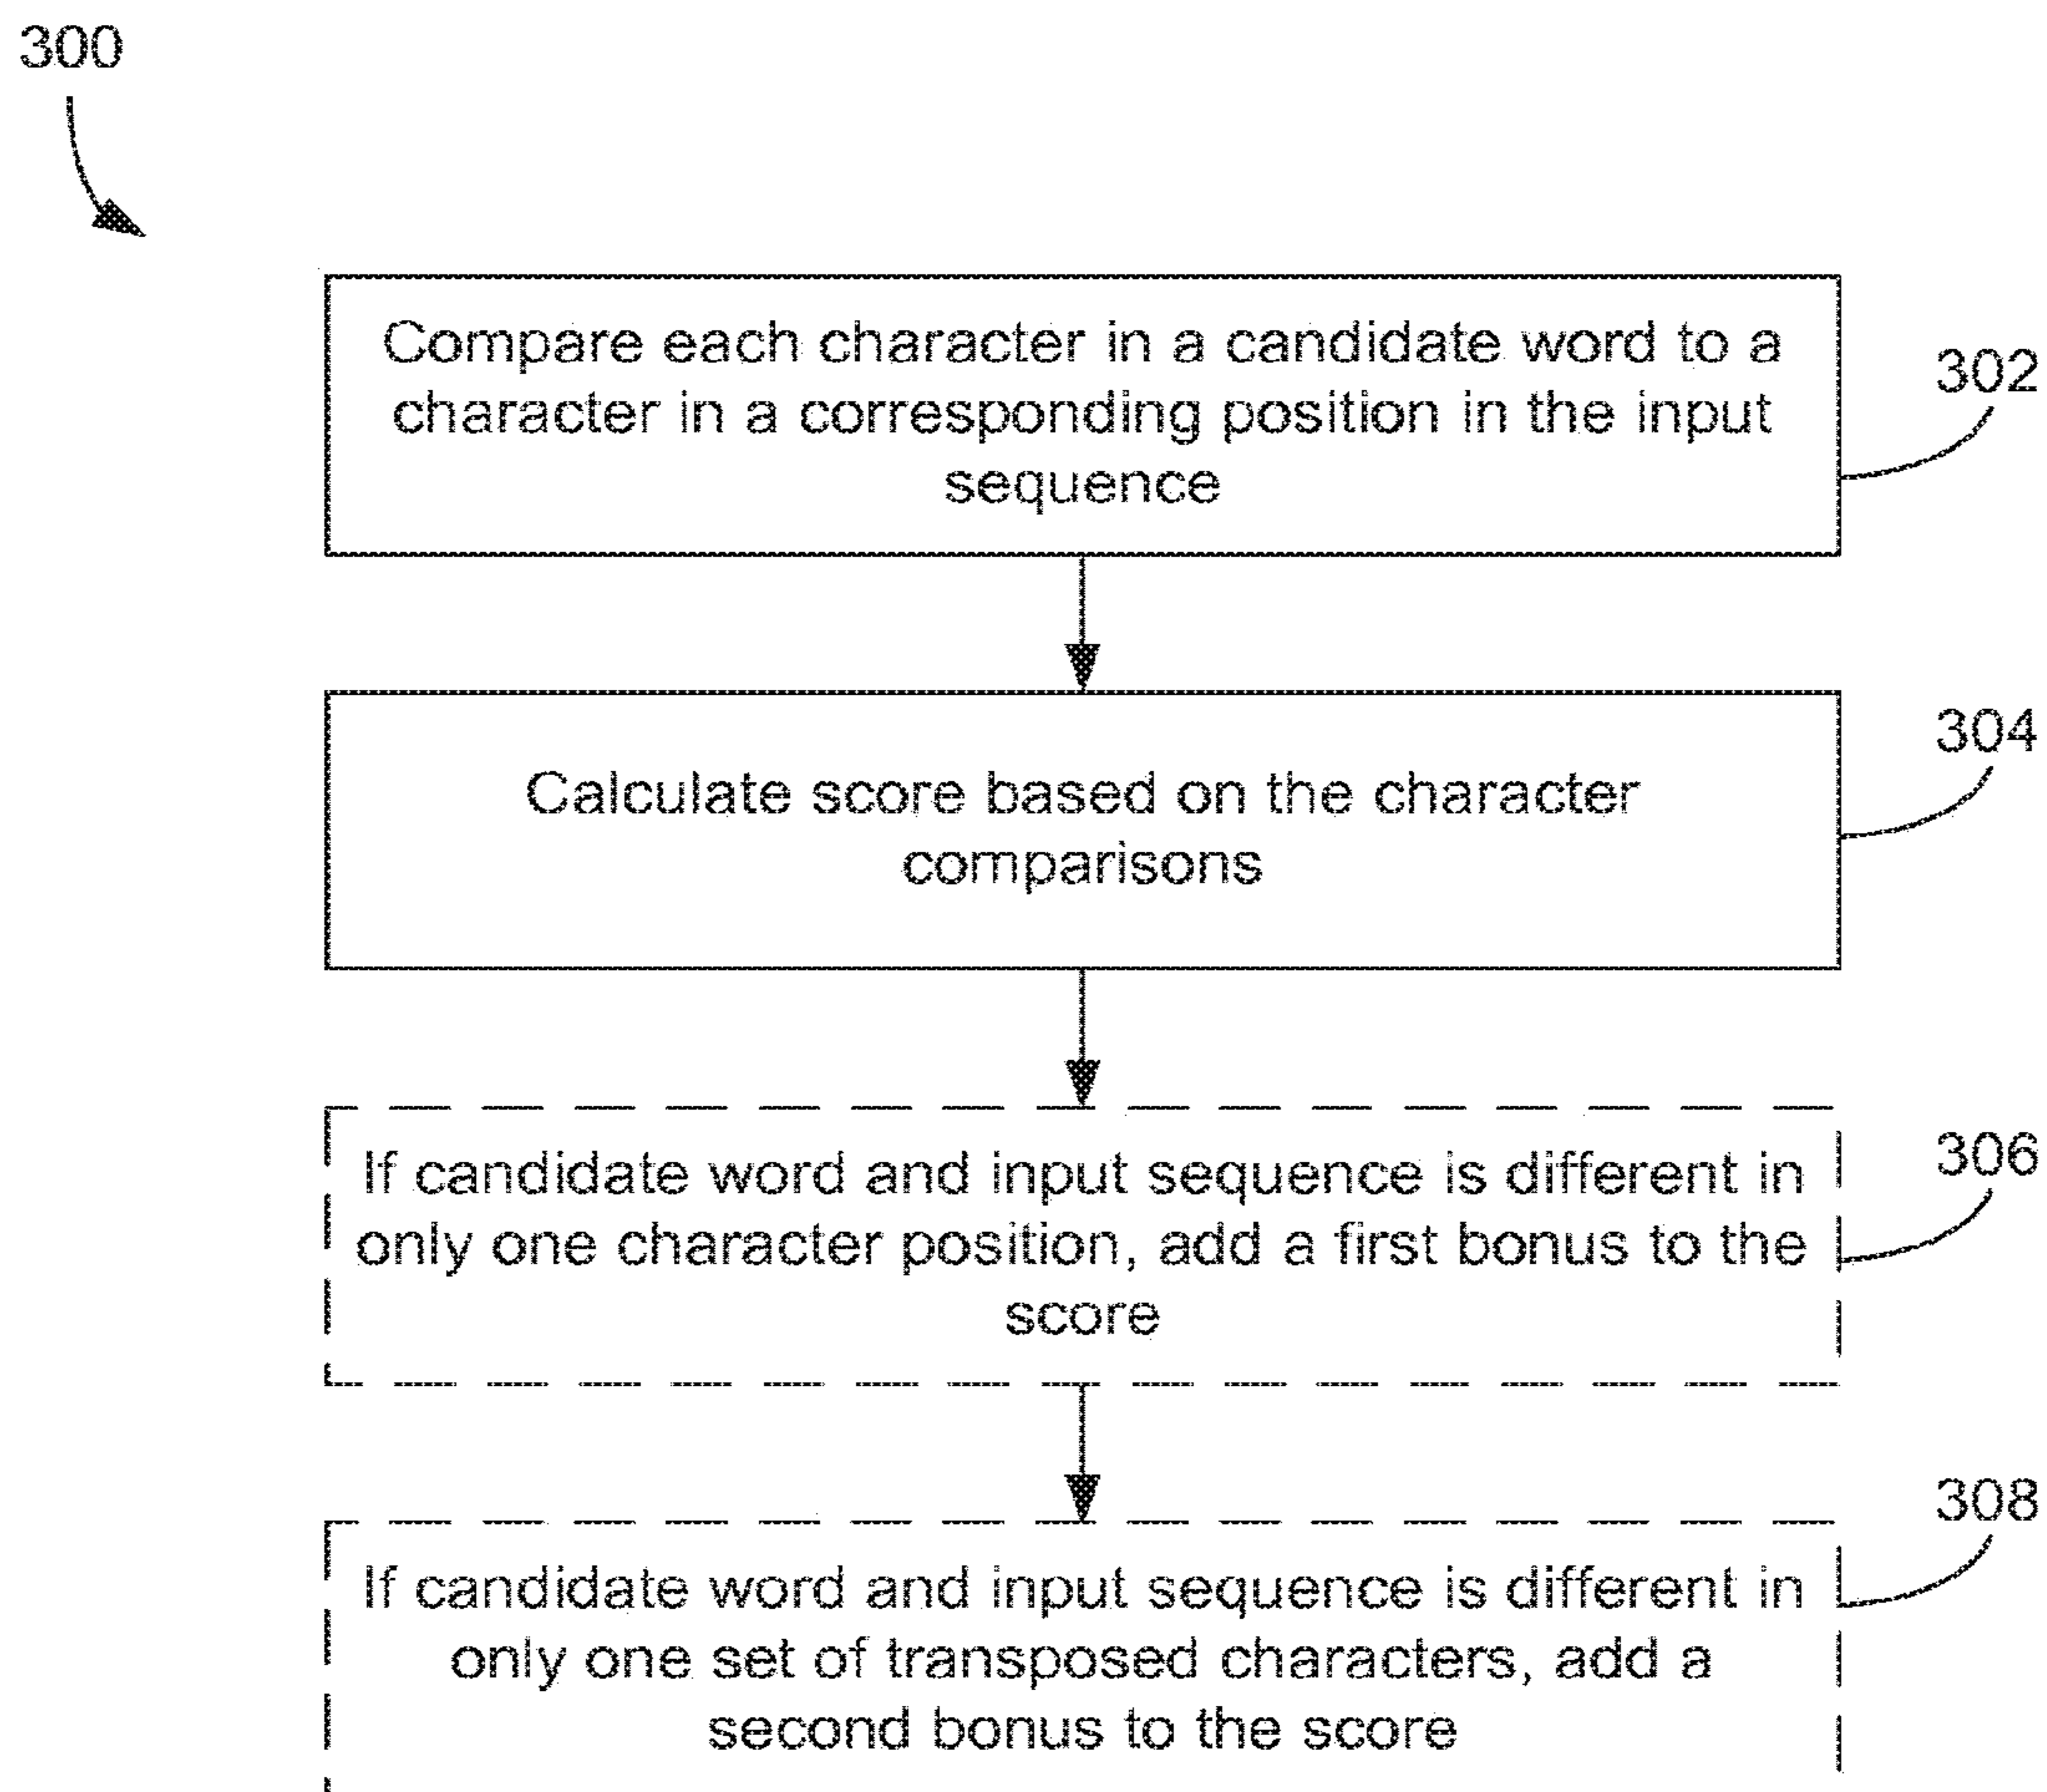 300
Compare each character in a candidate word to a
character in a corresponding position in the input
sequence
302
Calculate score based on the character
comparisons
304
If candidate word and input sequence is different in
only one character position, add a first bonus to the
score
306
If candidate word and input sequence is different in
only one set of transposed characters, add a
second bonus to the score
308